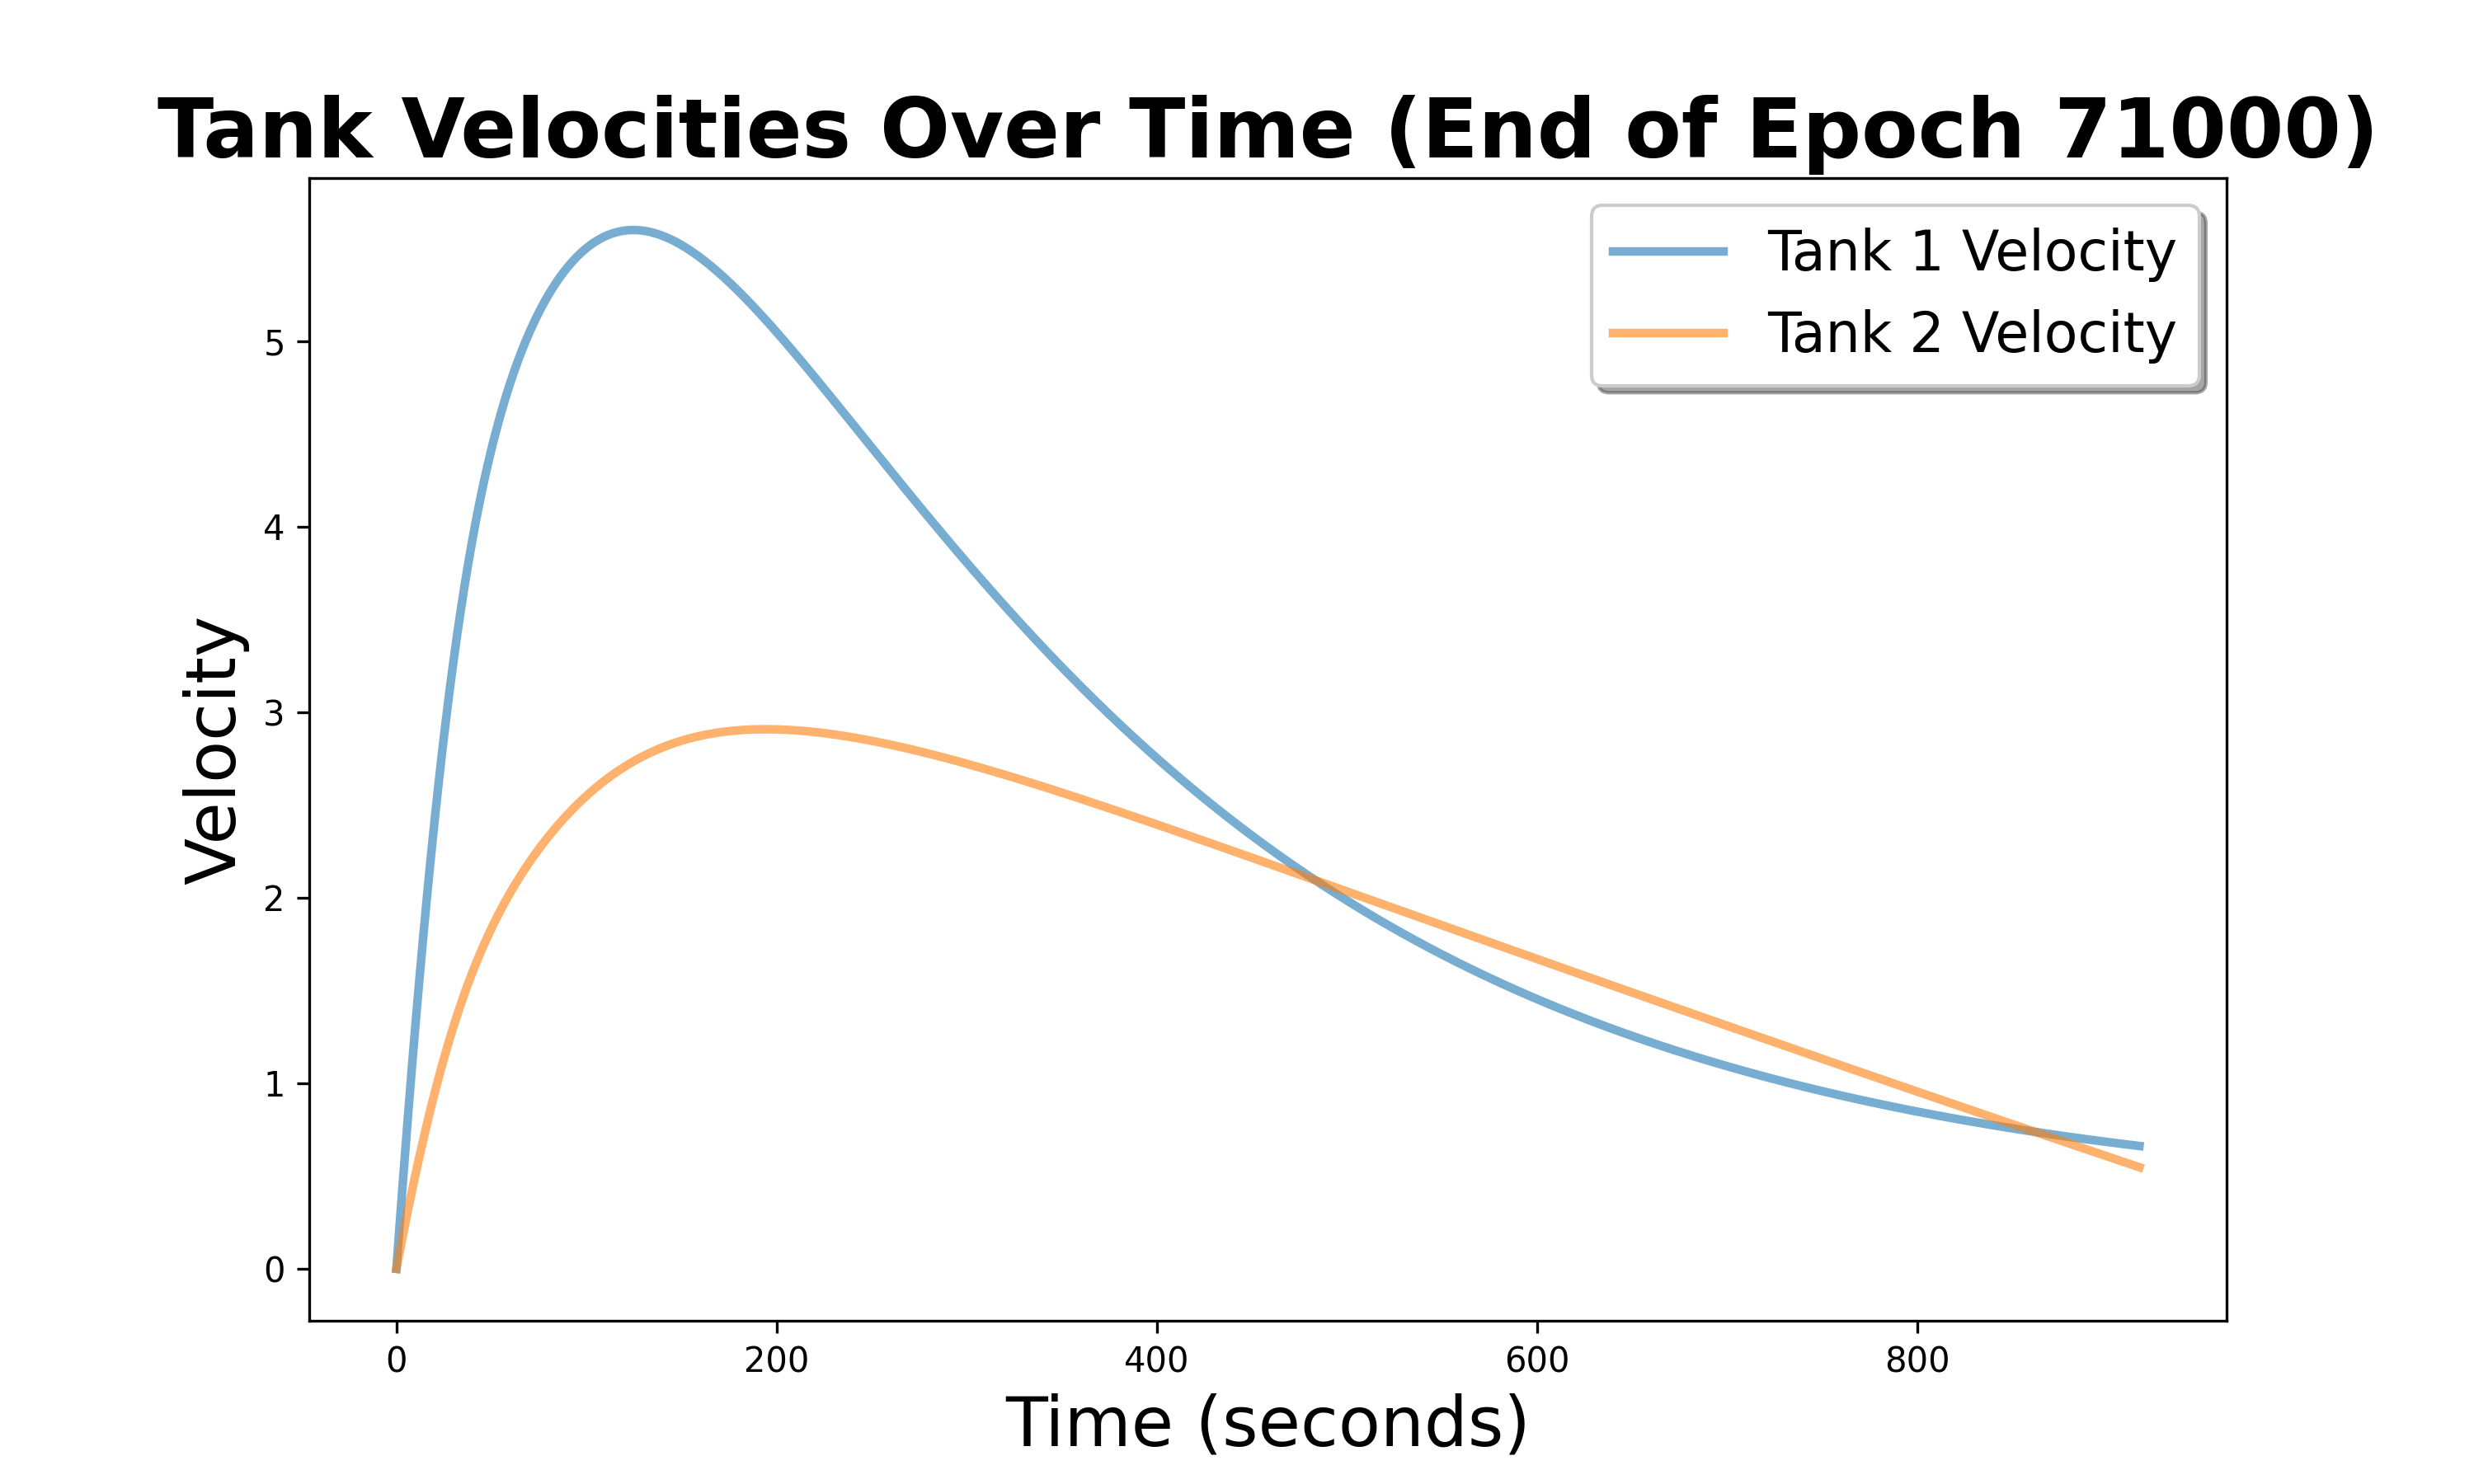 Tank Velocities Over Time (End of Epoch 71000)
Tank 1 Velocity
Tank 2 Velocity
Velocity
5
4
3
2
1
0
0 200 400 600 800
Time (seconds)